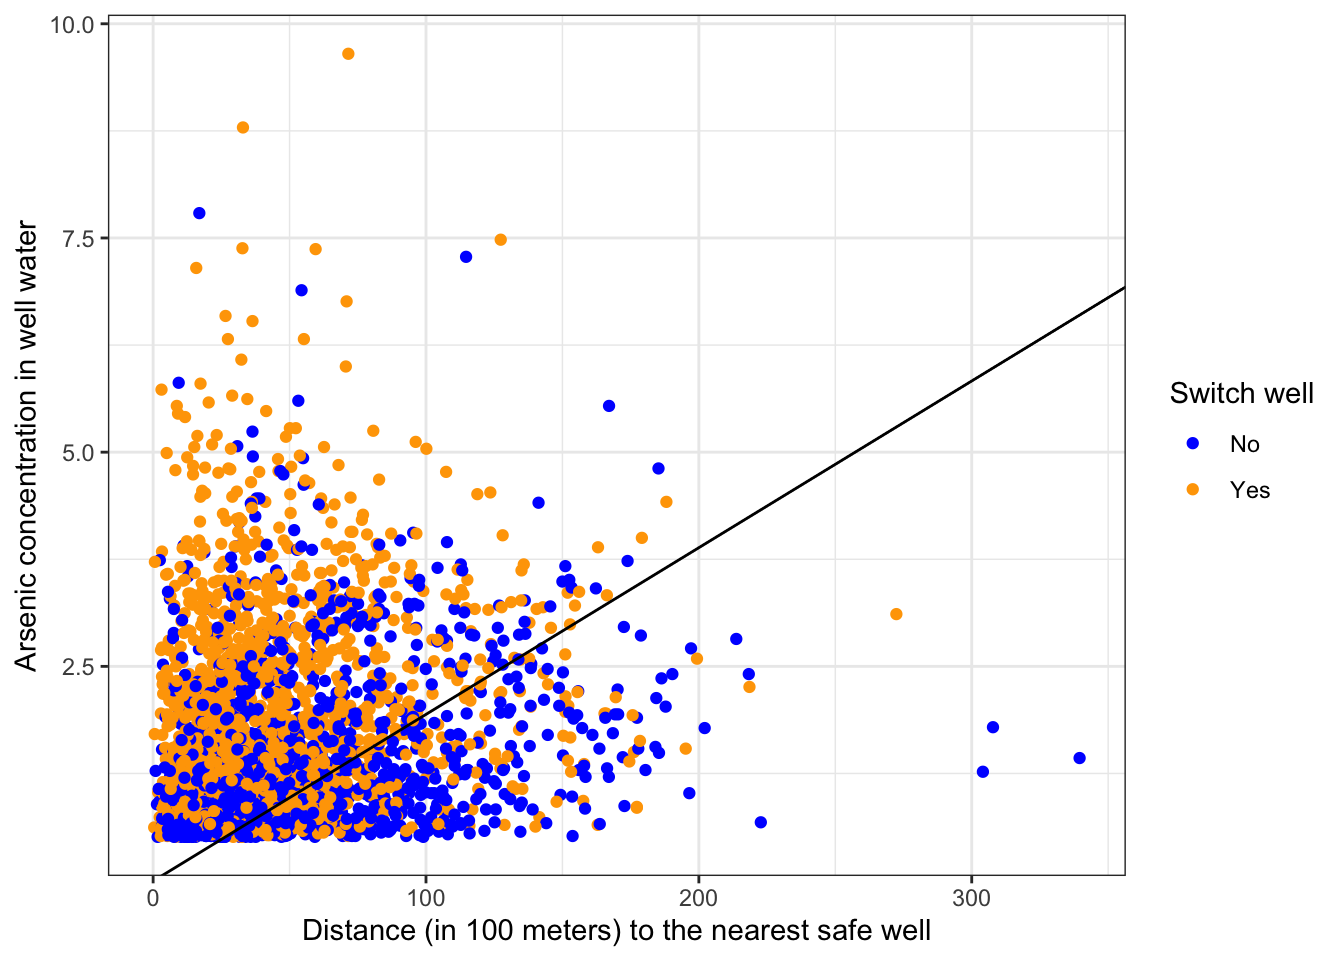 10.0
7.5
5.0
2.5
0
100
200
300
Distance (in 100 meters) to the nearest safe well
Arsenic concentration in well water
Switch well
No
Yes